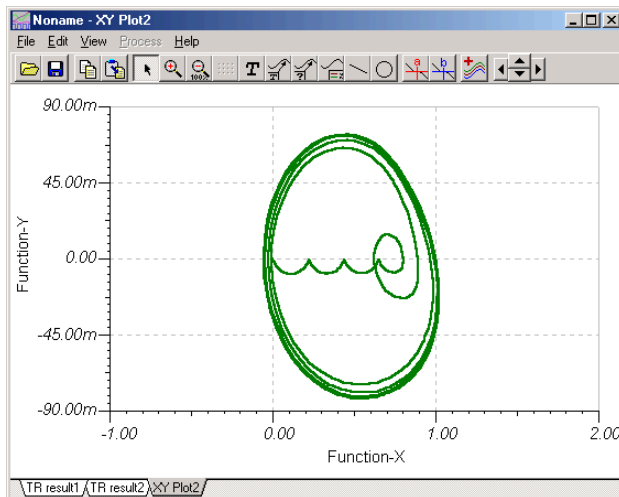 Noname - XY Plot2
File Edit View Process Help
T 100% T ? a b
90.00m
45.00m
0.00
-45.00m
-90.00m
Function-Y
-1.00 0.00 1.00 2.00
Function-X
TR result1 TR result2 XY Plot2